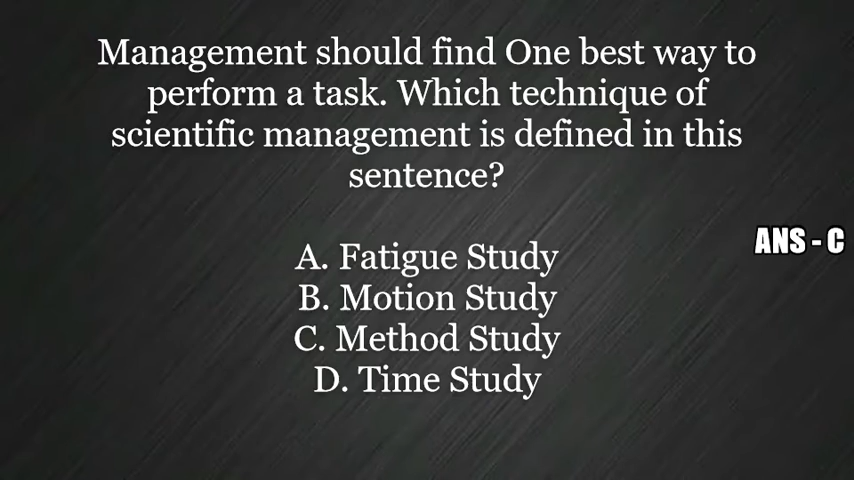 Management should find One best way to
perform a task. Which technique of
scientific management is defined in this
sentence?
ANS - C
A. Fatigue Study
B. Motion Study
C. Method Study
D. Time Study